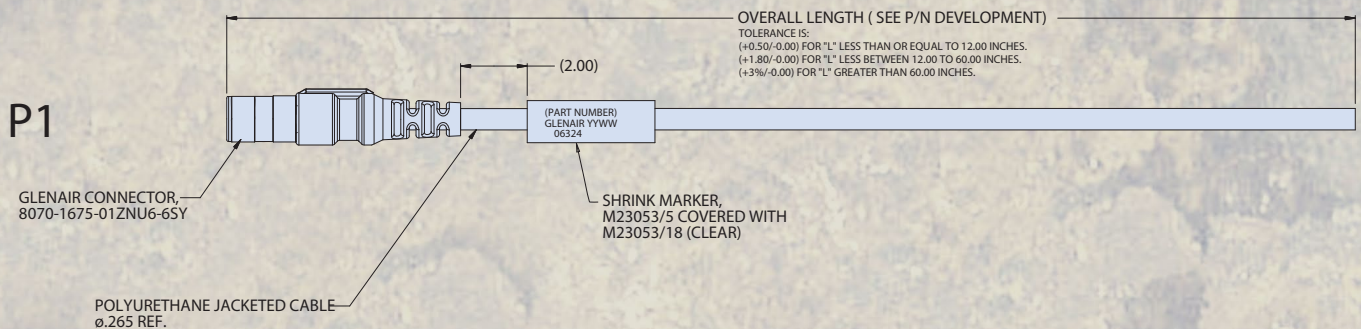 OVERALL LENGTH ( SEE P/N DEVELOPMENT)
TOLERANCE IS:
(+0.50/-0.00) FOR "L" LESS THAN OR EQUAL TO 12.00 INCHES.
(+1.80/-0.00) FOR "L" LESS BETWEEN 12.00 TO 60.00 INCHES.
(+3%/-0.00) FOR "L" GREATER THAN 60.00 INCHES.
(2.00)
P1
(PART NUMBER)
GLENAIR YYWW
06324
GLENAIR CONNECTOR,
8070-1675-01ZNU6-6SY
SHRINK MARKER,
M23053/5 COVERED WITH
M23053/18 (CLEAR)
POLYURETHANE JACKETED CABLE
ø.265 REF.